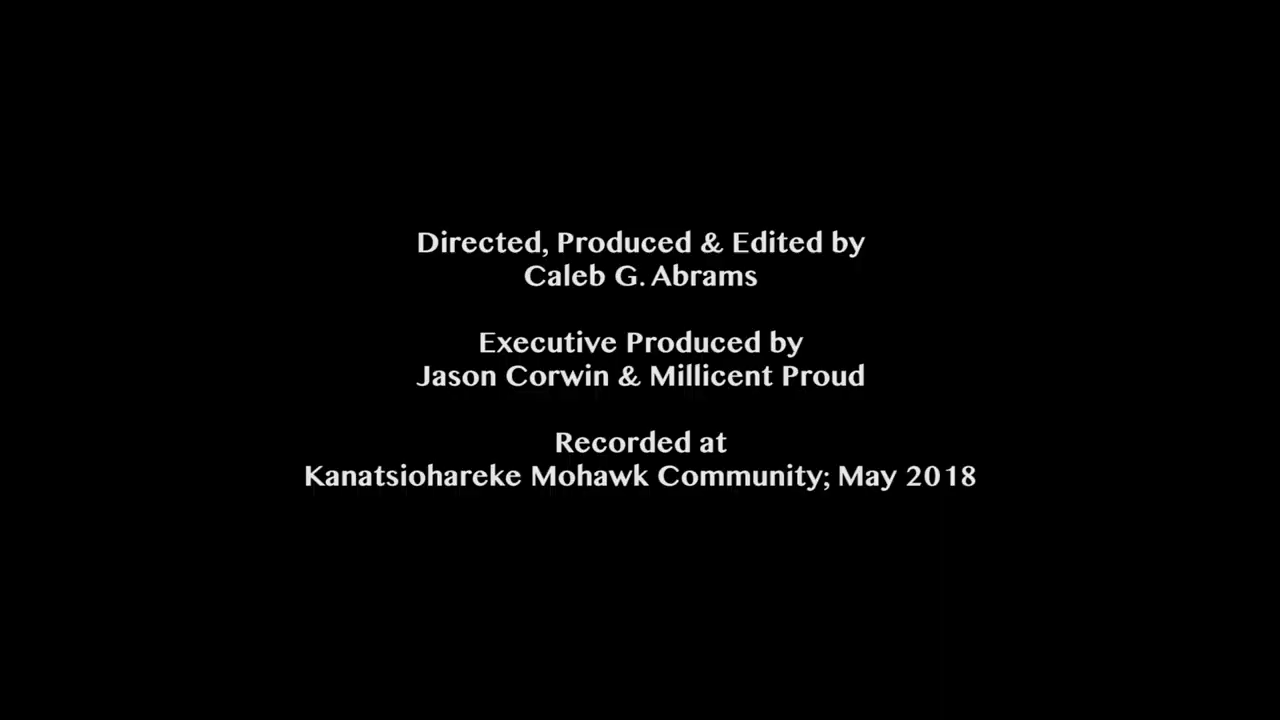 Directed, Produced & Edited by
Caleb G. Abrams
Executive Produced by
Jason Corwin & Millicent Proud
Recorded at
Kanatsiohareke Mohawk Community; May 2018